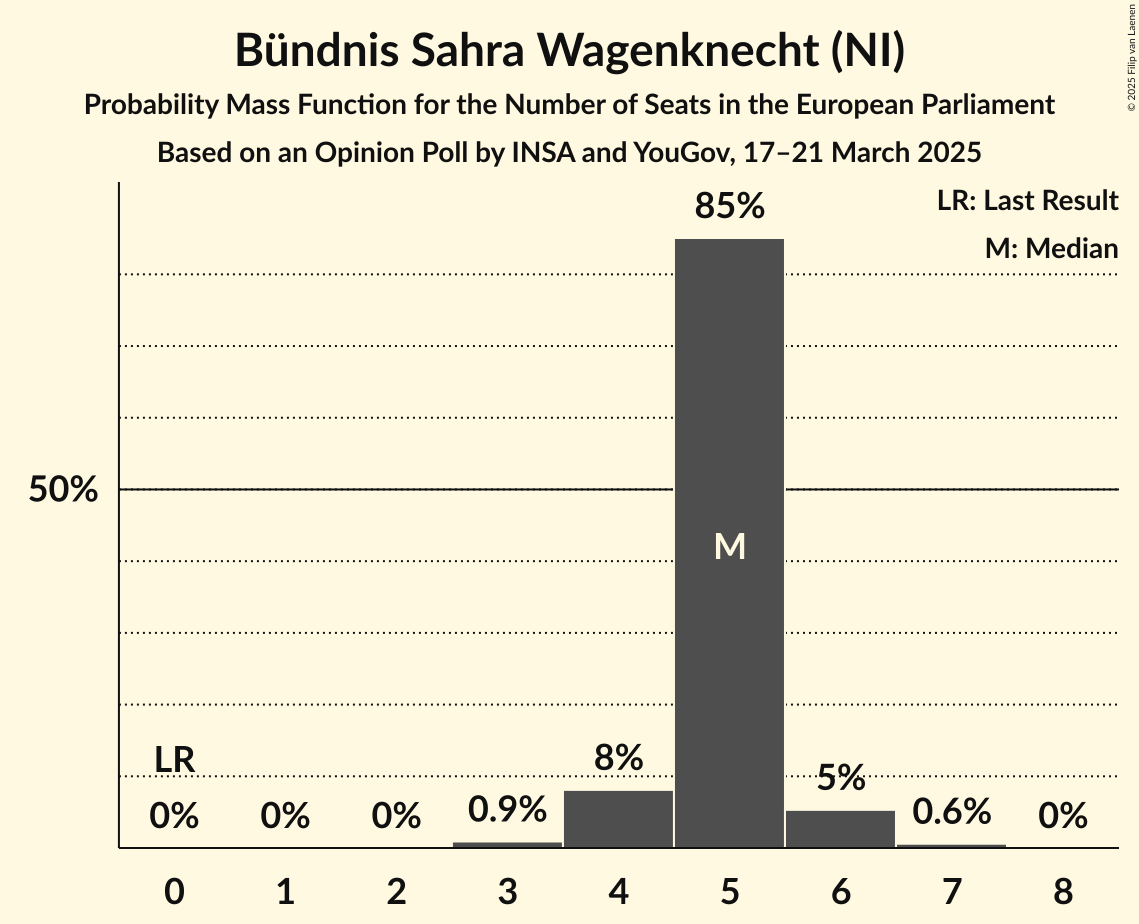 Bündnis Sahra Wagenknecht (NI)
Probability Mass Function for the Number of Seats in the European Parliament
Based on an Opinion Poll by INSA and YouGov, 17–21 March 2025
© 2025 Filip van Laenen
LR: Last Result
M: Median
85%
50%
M
LR
0%
0%
0%
0.9%
8%
5%
0.6%
0%
0 1 2 3 4 5 6 7 8